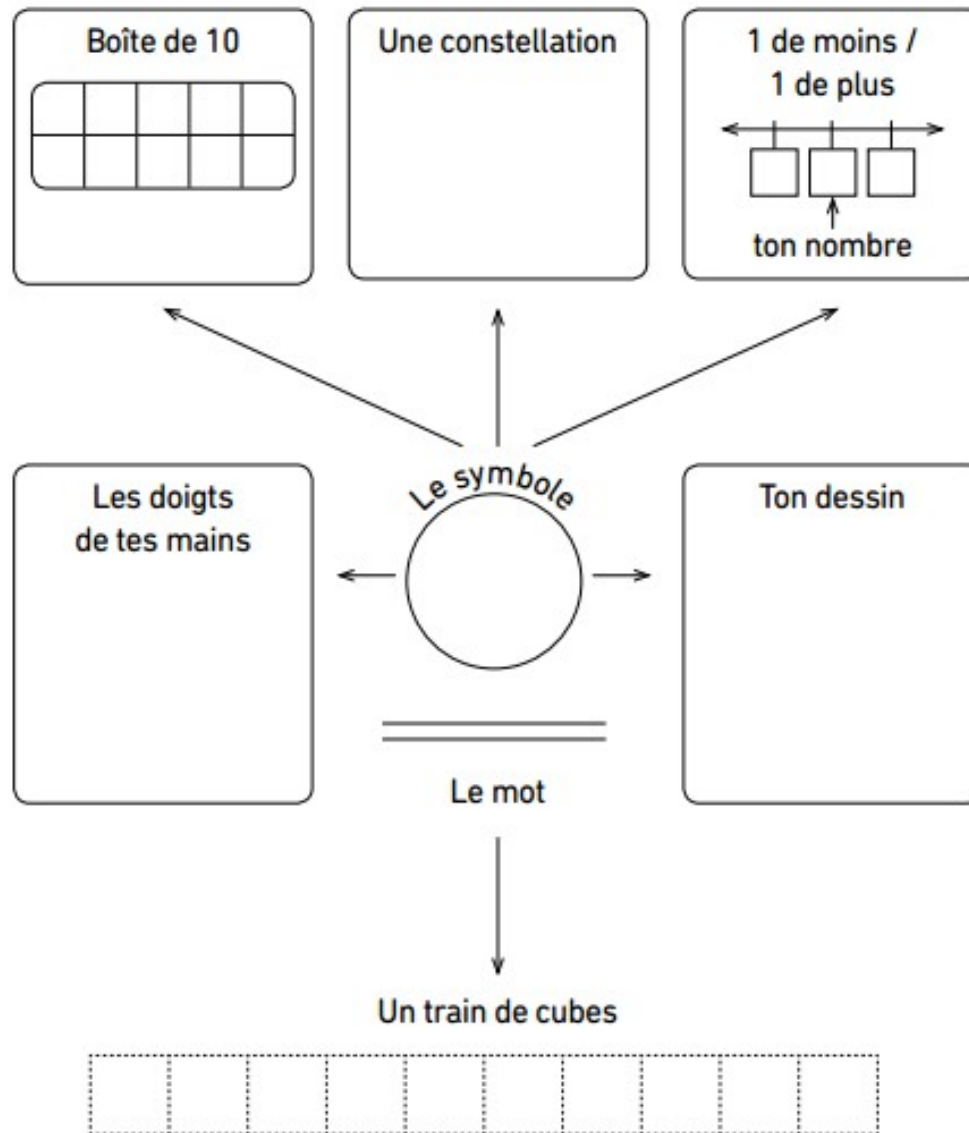 Boîte de 10
Une constellation
1 de moins /
1 de plus
ton nombre
Les doigts
de tes mains
Le symbole
Ton dessin
Le mot
Un train de cubes